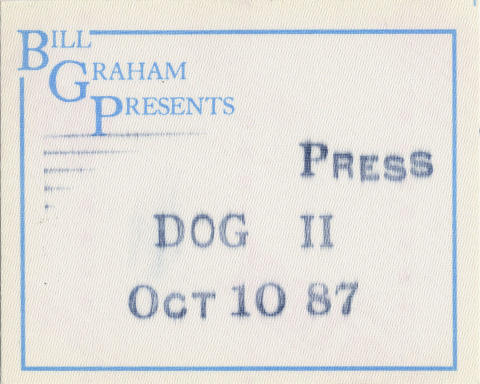 BILL
GRAHAM
PRESENTS
PRESS
DOG II
OCT 10 87